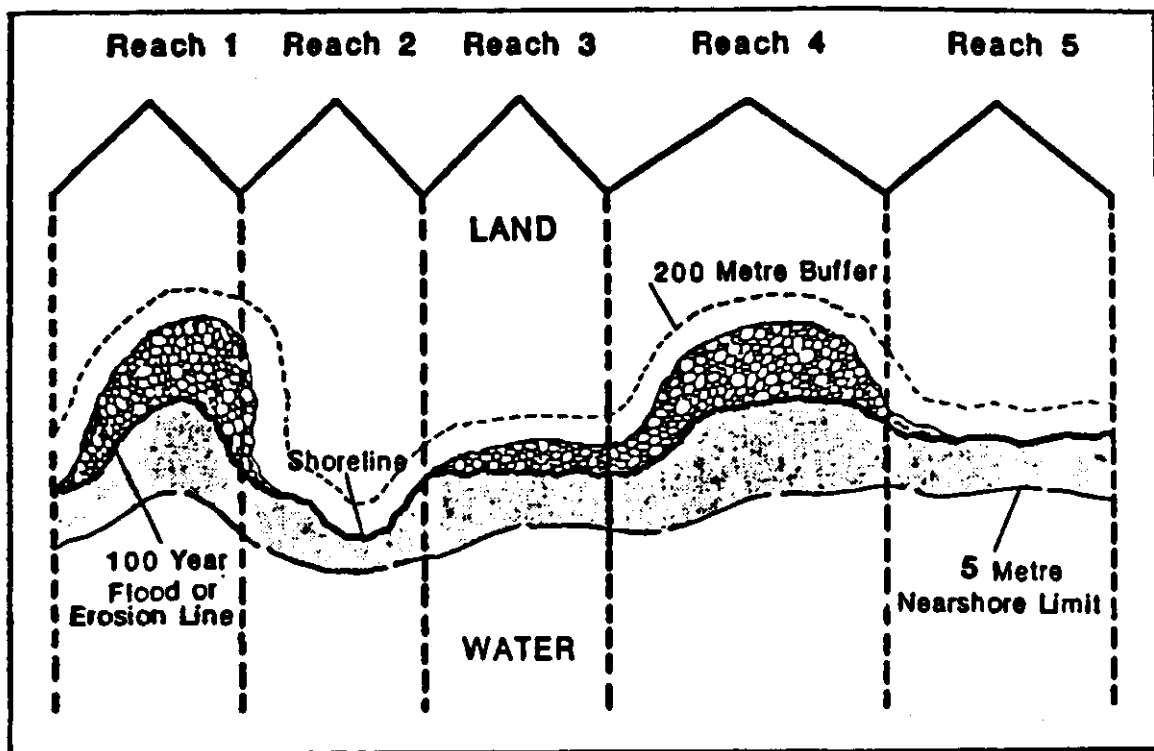 Reach 1 Reach 2 Reach 3 Reach 4 Reach 5
LAND
200 Metre Buffer
Shoreline
100 Year
Flood or
Erosion Line
5 Metre
Nearshore Limit
WATER